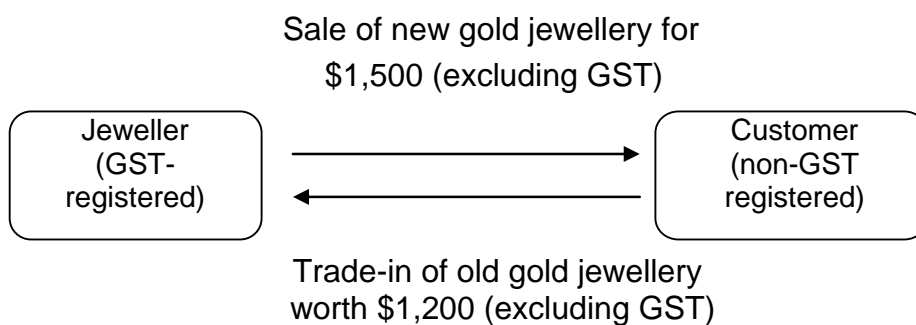 Sale of new gold jewellery for
$1,500 (excluding GST)
Jeweller
(GST-
registered)
Customer
(non-GST
registered)
Trade-in of old gold jewellery
worth $1,200 (excluding GST)